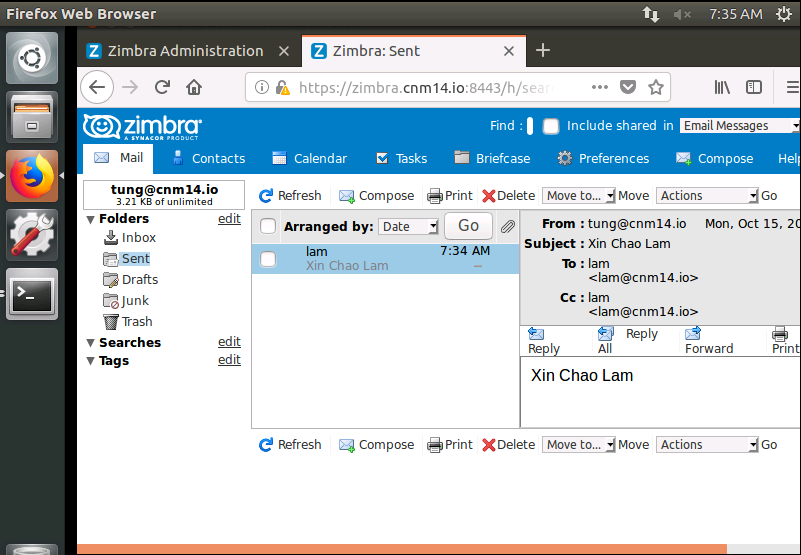 Firefox Web Browser
7:35 AM
Zimbra Administration
Zimbra: Sent
https://zimbra.cnm14.io:8443/h/sear
zimbra
A SYNACOR PRODUCT
Find :
Include shared in
Email Messages
Mail
Contacts
Calendar
Tasks
Briefcase
Preferences
Compose
Help
tung@cnm14.io
3.21 KB of unlimited
Folders edit
Inbox
Sent
Drafts
Junk
Trash
Searches edit
Tags edit
Refresh Compose Print Delete Move to... Move Actions Go
Arranged by: Date Go
lam 7:34 AM
Xin Chao Lam --
From : tung@cnm14.io Mon, Oct 15, 20
Subject : Xin Chao Lam
To : lam
<lam@cnm14.io>
Cc : lam
<lam@cnm14.io>
Reply
Reply All
Forward
Print
Xin Chao Lam
Refresh Compose Print Delete Move to... Move Actions Go